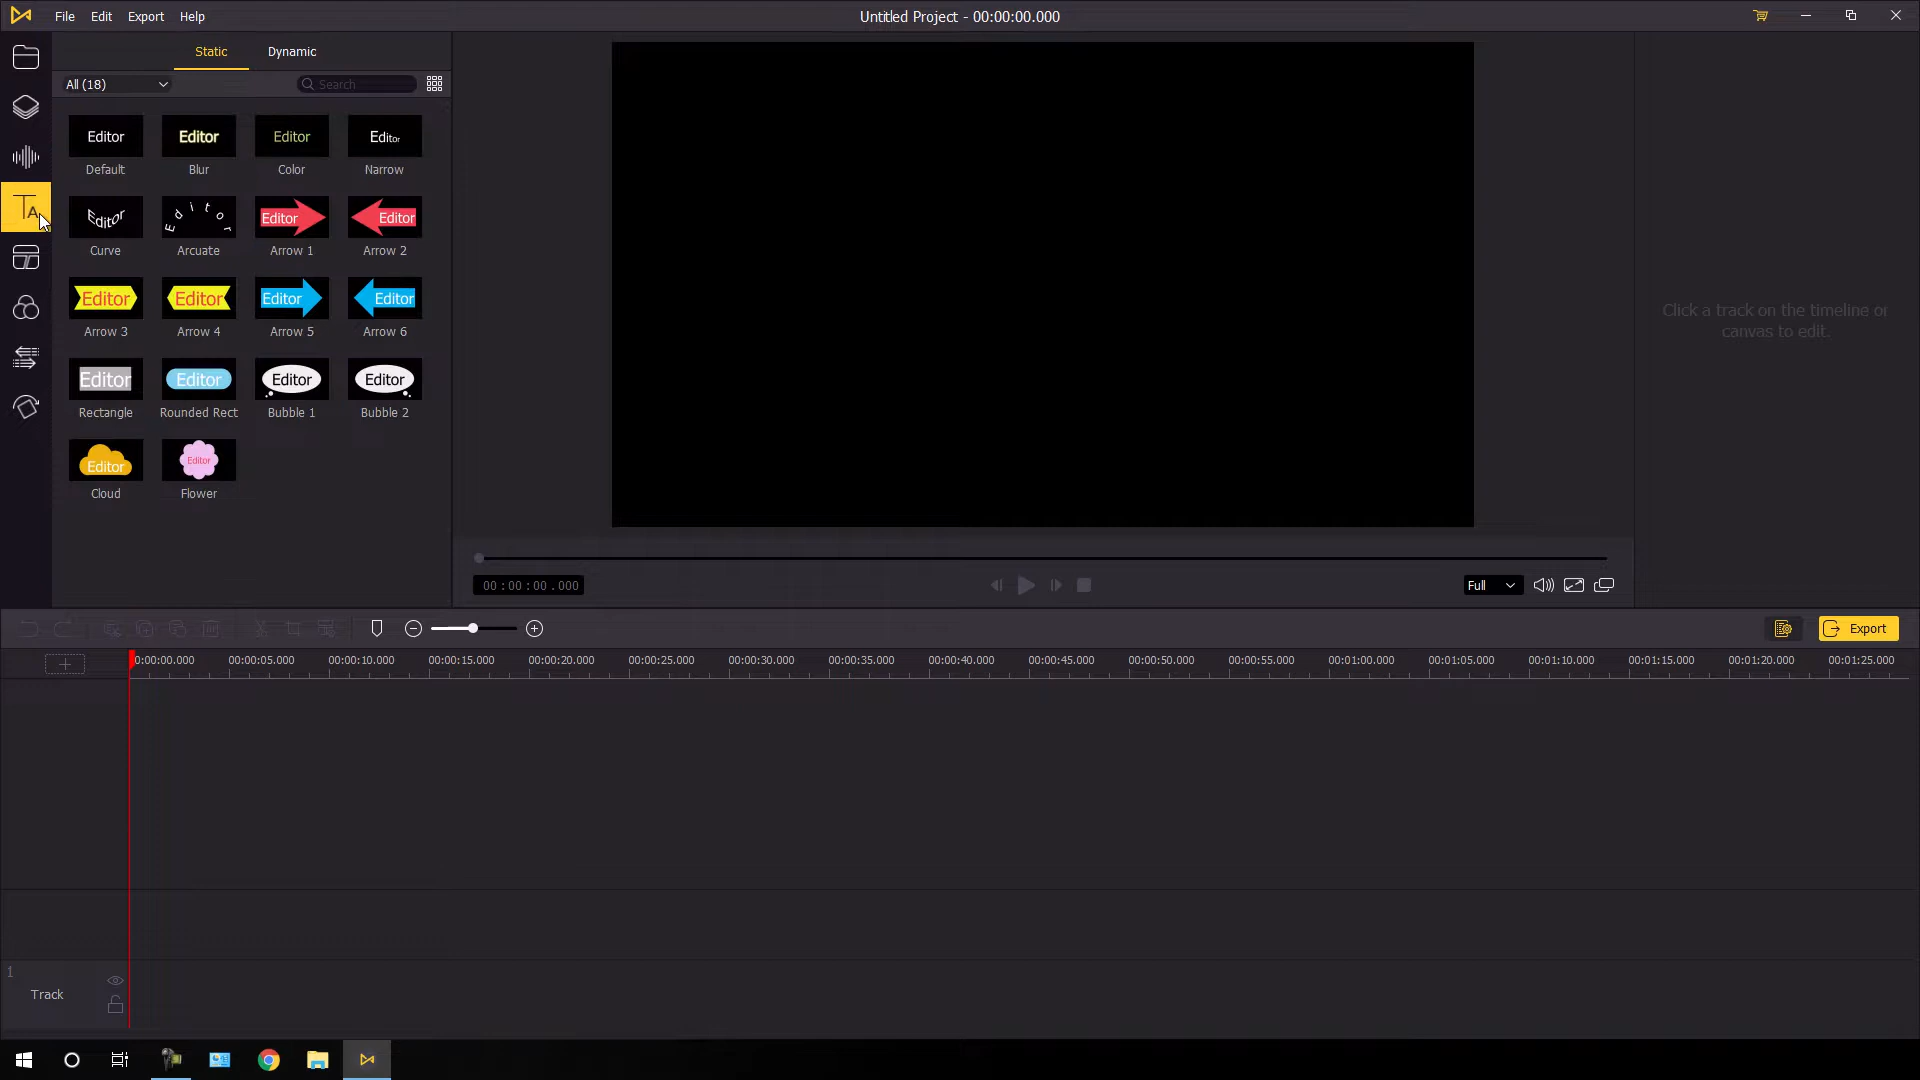 File Edit Export Help
Untitled Project - 00:00:00.000
Static Dynamic
All (18)
Search
Editor Editor Editor Editor
Default Blur Color Narrow
Editor Editor Editor Editor
Curve Arcuate Arrow 1 Arrow 2
Editor Editor Editor Editor
Arrow 3 Arrow 4 Arrow 5 Arrow 6
Editor Editor Editor Editor
Rectangle Rounded Rect Bubble 1 Bubble 2
Editor Editor
Cloud Flower
Click a track on the timeline or
canvas to edit.
00:00:00.000
Full
Export
0:00:00.000 00:00:05.000 00:00:10.000 00:00:15.000 00:00:20.000 00:00:25.000 00:00:30.000 00:00:35.000 00:00:40.000 00:00:45.000 00:00:50.000 00:00:55.000 00:01:00.000 00:01:05.000 00:01:10.000 00:01:15.000 00:01:20.000 00:01:25.000
1
Track